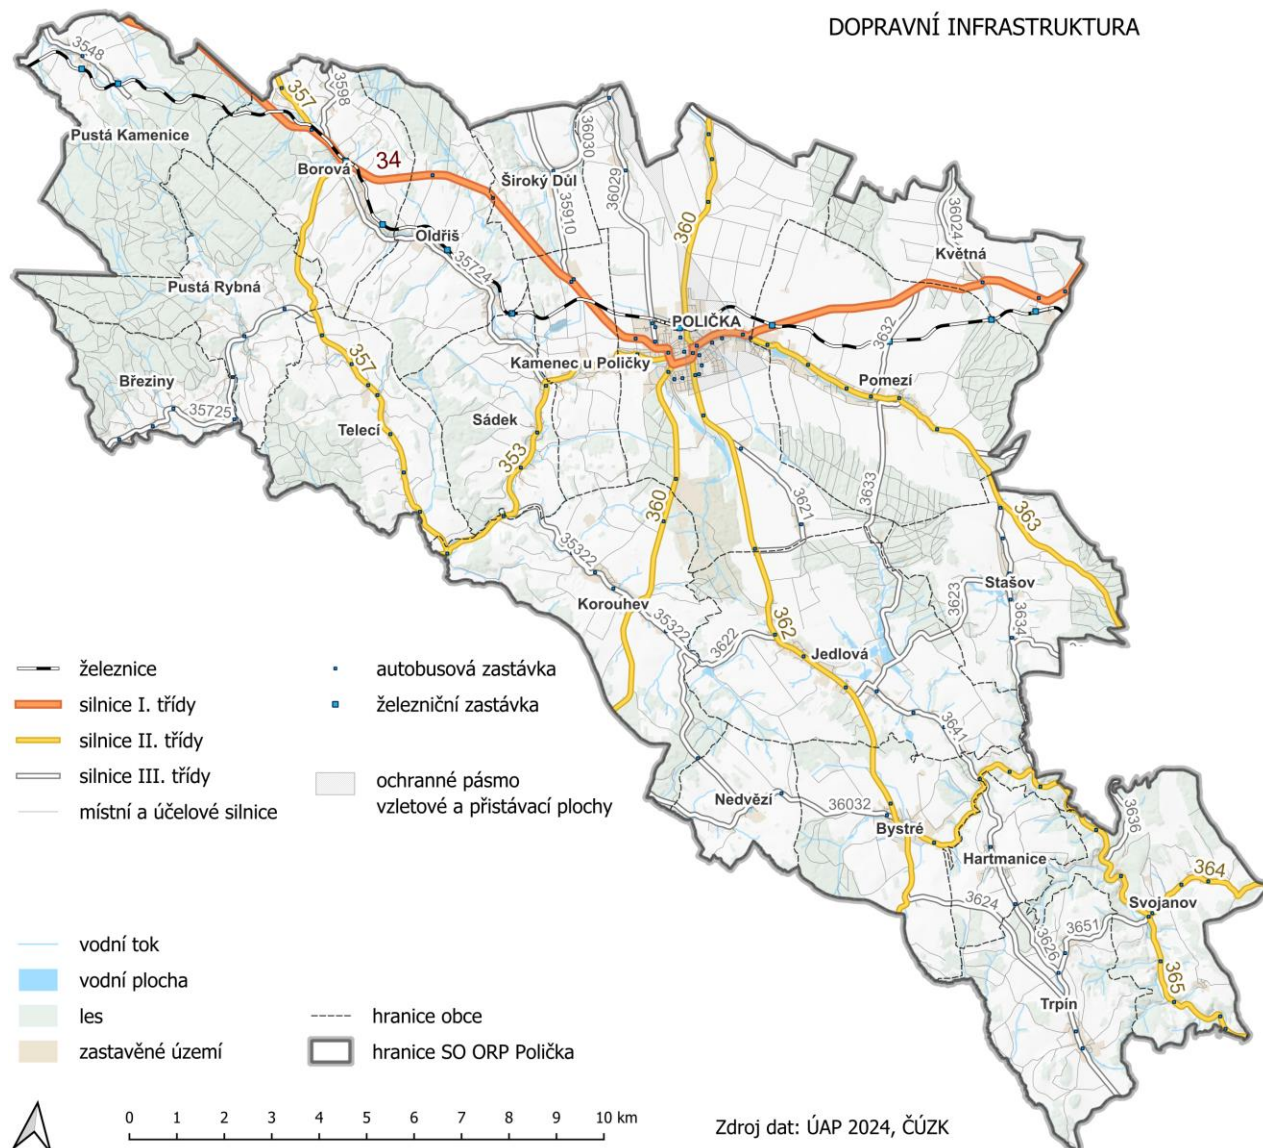 DOPRAVNÍ INFRASTRUKTURA
3548
357
3598
Pustá Kamenice
34
Borová
Široký Důl
36030
36029
35910
360
36024
Květná
Oldřiš
35724
Pustá Rybná
POLIČKA
3632
Kamenec u Poličky
357
Březiny
35725
Pomezí
Sádek
Telecí
353
360
3621
3633
363
35322
Stašov
3623
Korouhev
35322
3622
362
3634
Jedlová
3641
Nedvězí
36032
Bystré
Hartmanice
3636
364
Svojanov
3624
3626
3651
365
Trpín
železnice
silnice I. třídy
silnice II. třídy
silnice III. třídy
místní a účelové silnice
autobusová zastávka
železniční zastávka
ochranné pásmo
vzletové a přistávací plochy
vodní tok
vodní plocha
les
zastavěné území
hranice obce
hranice SO ORP Polička
0 1 2 3 4 5 6 7 8 9 10 km
Zdroj dat: ÚAP 2024, ČÚZK